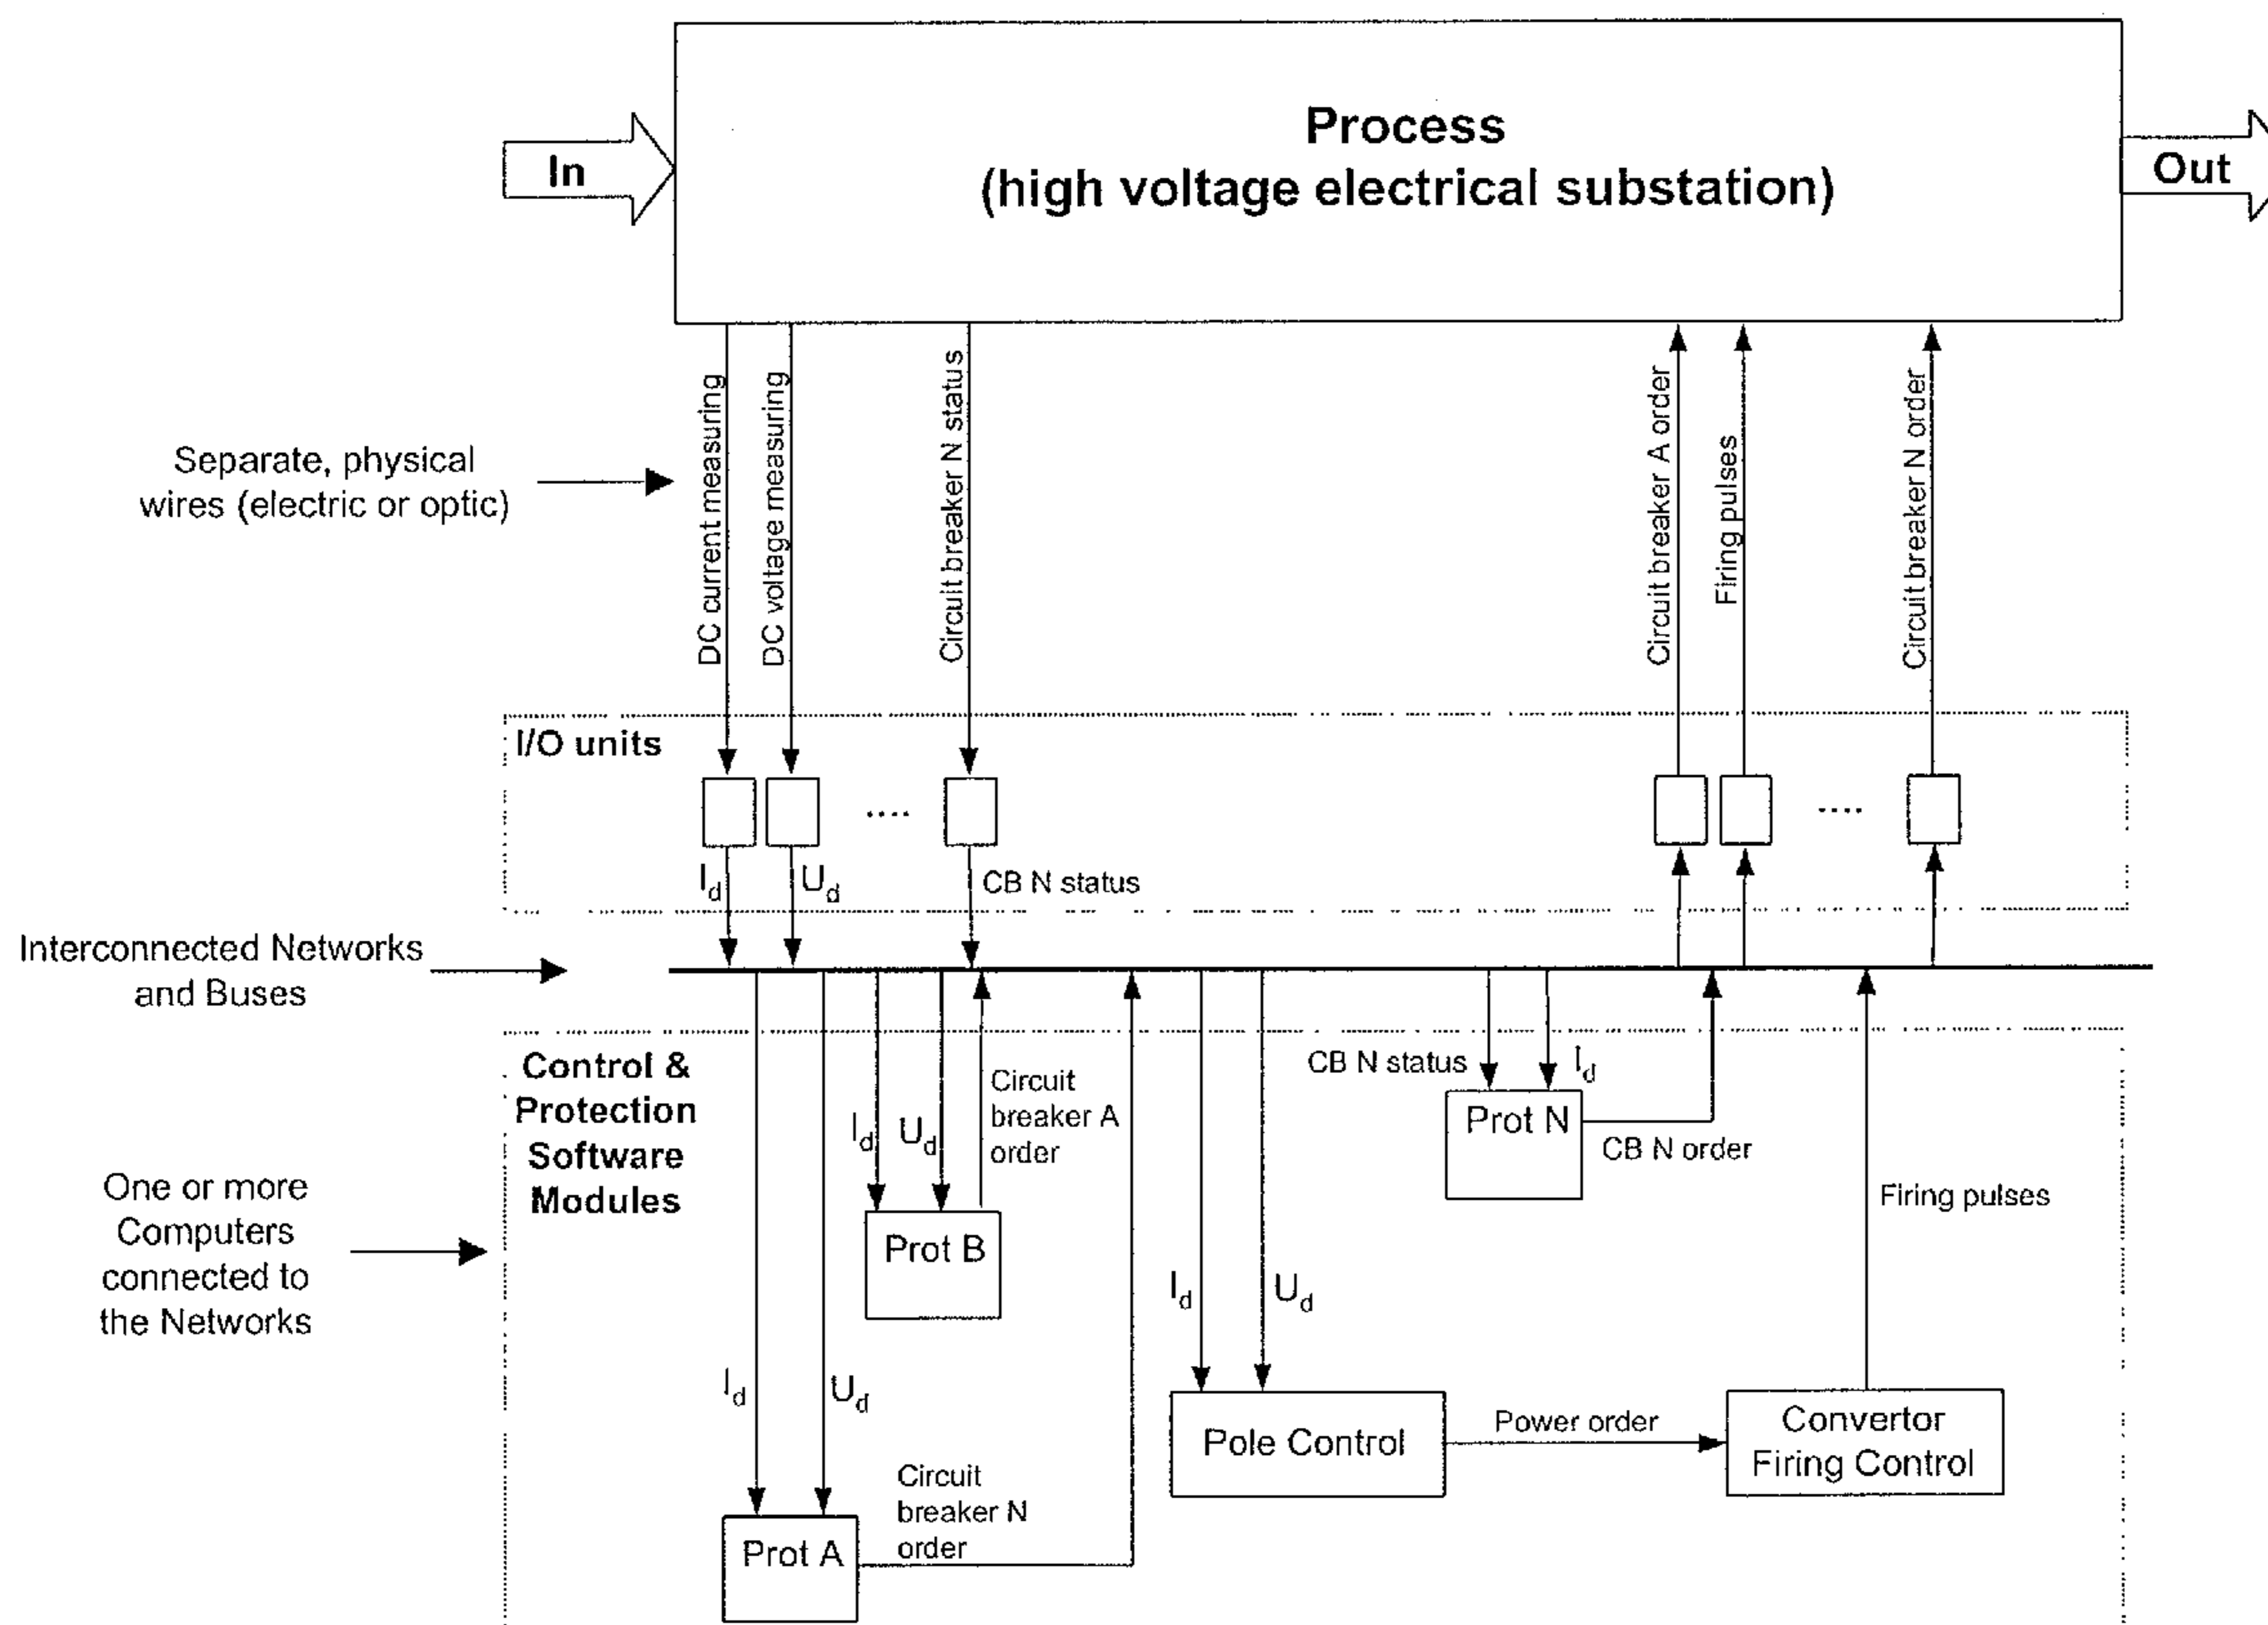 Process
(high voltage electrical substation)
In
Out
Separate, physical
wires (electric or optic)
DC current measuring
DC voltage measuring
Circuit breaker N status
Circuit breaker A order
Firing pulses
Circuit breaker N order
I/O units
....
....
Id
Ud
CB N status
Interconnected Networks
and Buses
Control &
Protection
Software
Modules
One or more
Computers
connected to
the Networks
Id
Ud
Circuit
breaker A
order
Prot B
CB N status
Id
Prot N
CB N order
Firing pulses
Id
Ud
Id
Ud
Pole Control
Power order
Convertor
Firing Control
Circuit
breaker N
order
Prot A